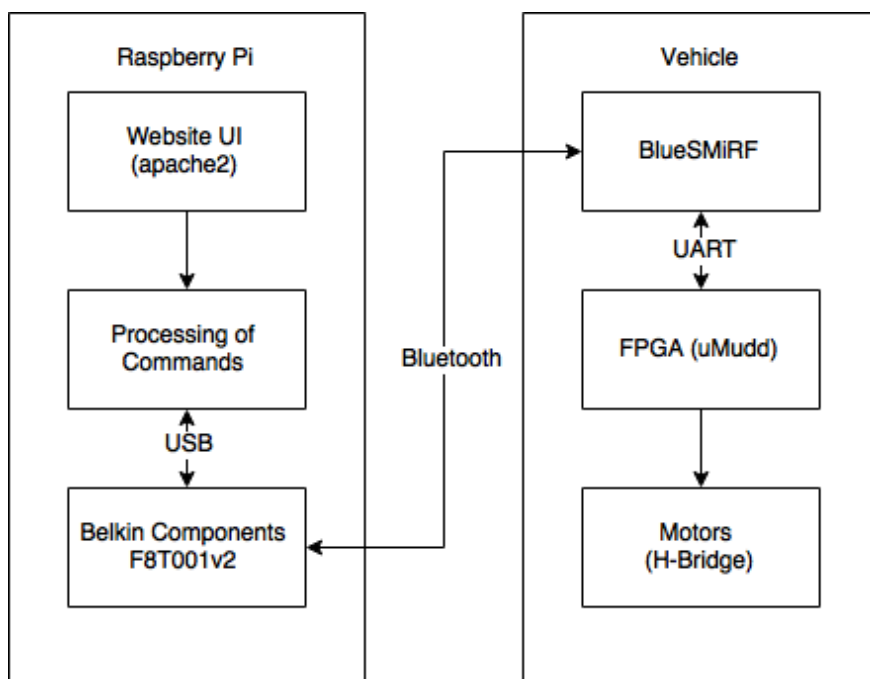 Raspberry Pi
Website UI
(apache2)
Processing of
Commands
USB
Belkin Components
F8T001v2
Bluetooth
Vehicle
BlueSMiRF
UART
FPGA (uMudd)
Motors
(H-Bridge)